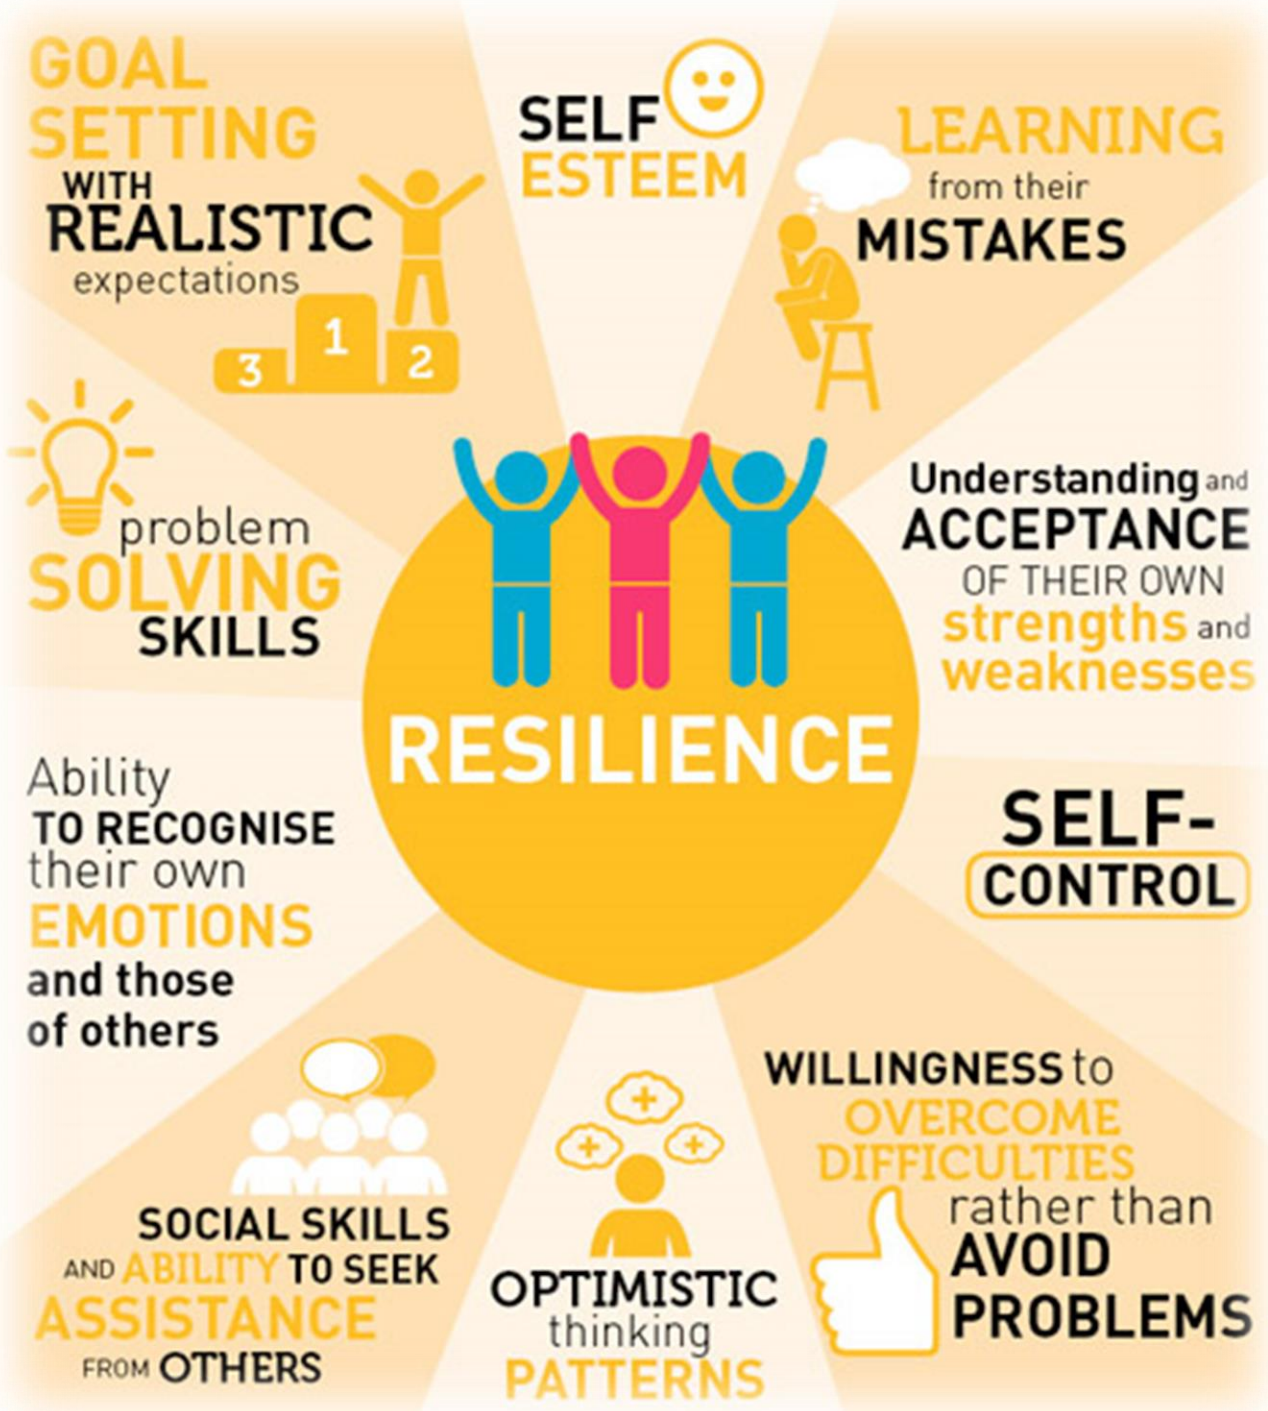 SELF
ESTEEM
LEARNING
from their
MISTAKES
Understanding and
ACCEPTANCE
OF THEIR OWN
strengths and
weaknesses
SELF-
CONTROL
WILLINGNESS to
OVERCOME
DIFFICULTIES
rather than
AVOID
PROBLEMS
OPTIMISTIC
thinking
PATTERNS
SOCIAL SKILLS
AND ABILITY TO SEEK
ASSISTANCE
FROM OTHERS
Ability
TO RECOGNISE
their own
EMOTIONS
and those
of others
problem
SOLVING
SKILLS
GOAL
SETTING
WITH
REALISTIC
expectations
1
2
3
RESILIENCE